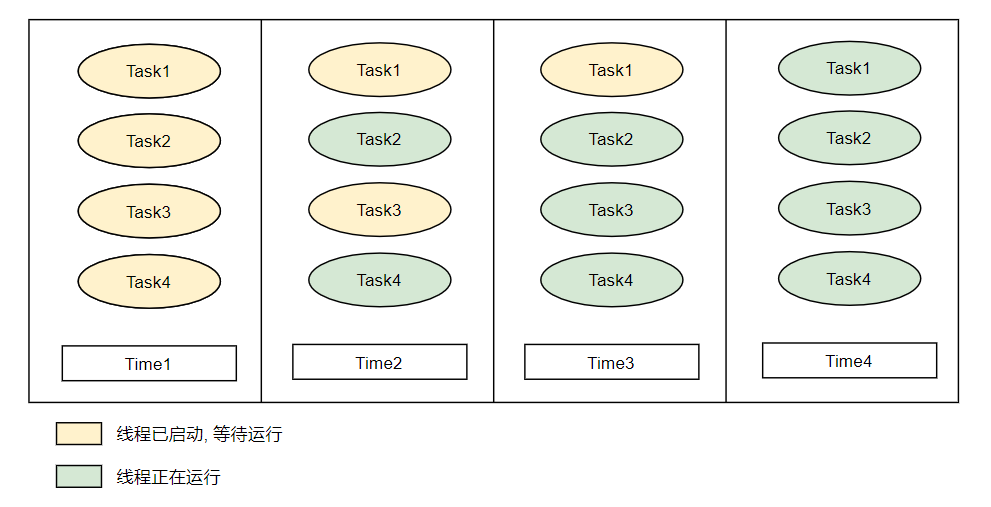 Task1
Task2
Task3
Task4
Time1
Task1
Task2
Task3
Task4
Time2
Task1
Task2
Task3
Task4
Time3
Task1
Task2
Task3
Task4
Time4
线程已启动, 等待运行
线程正在运行